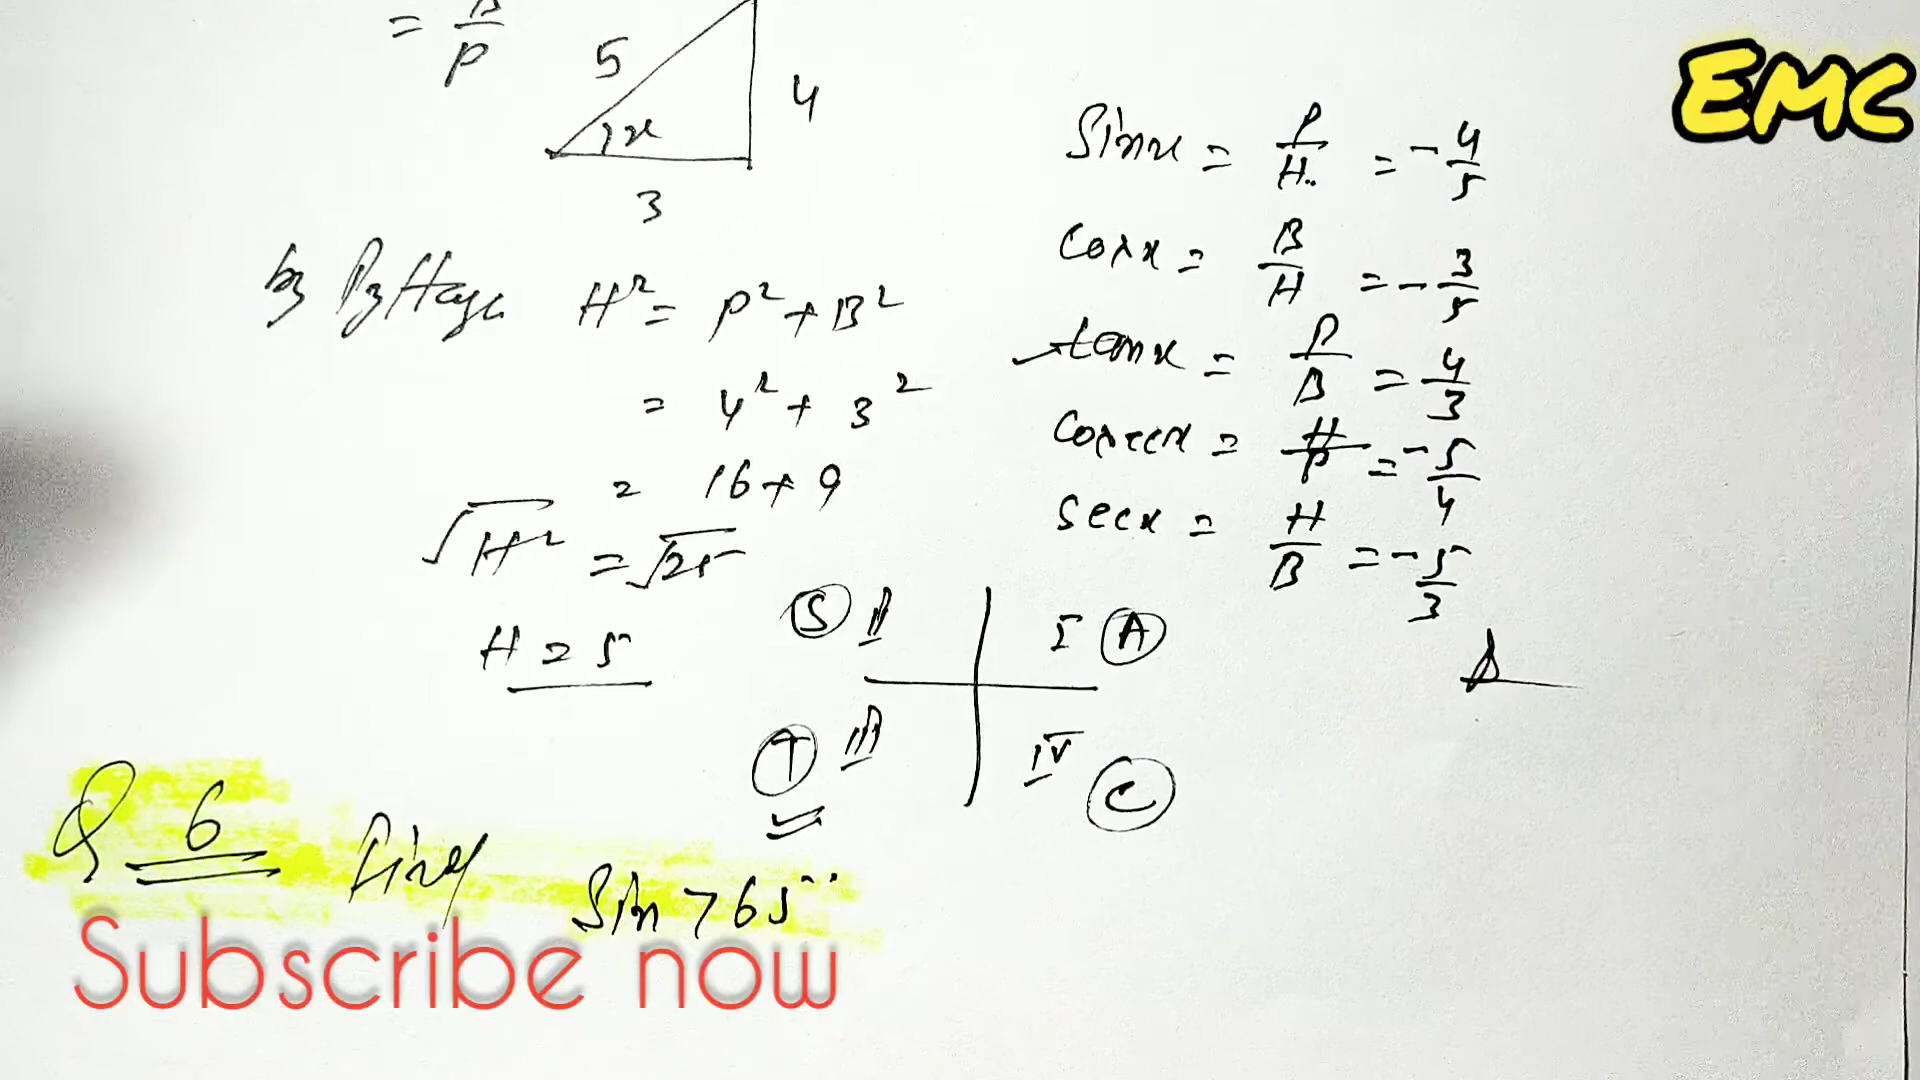 = B/P
5
4
x
3
EMC
Sinx = P/H = -4/5
Cosx = B/H = -3/5
tanx = P/B = 4/3
Cosecx = H/P = -5/4
Secx = H/B = -5/3
by H² = P² + B²
= 4² + 3²
= 16 + 9
√H² = √25
H = 5
S II I A
T III IV C
Q 6 Find Sin 765°
Subscribe now